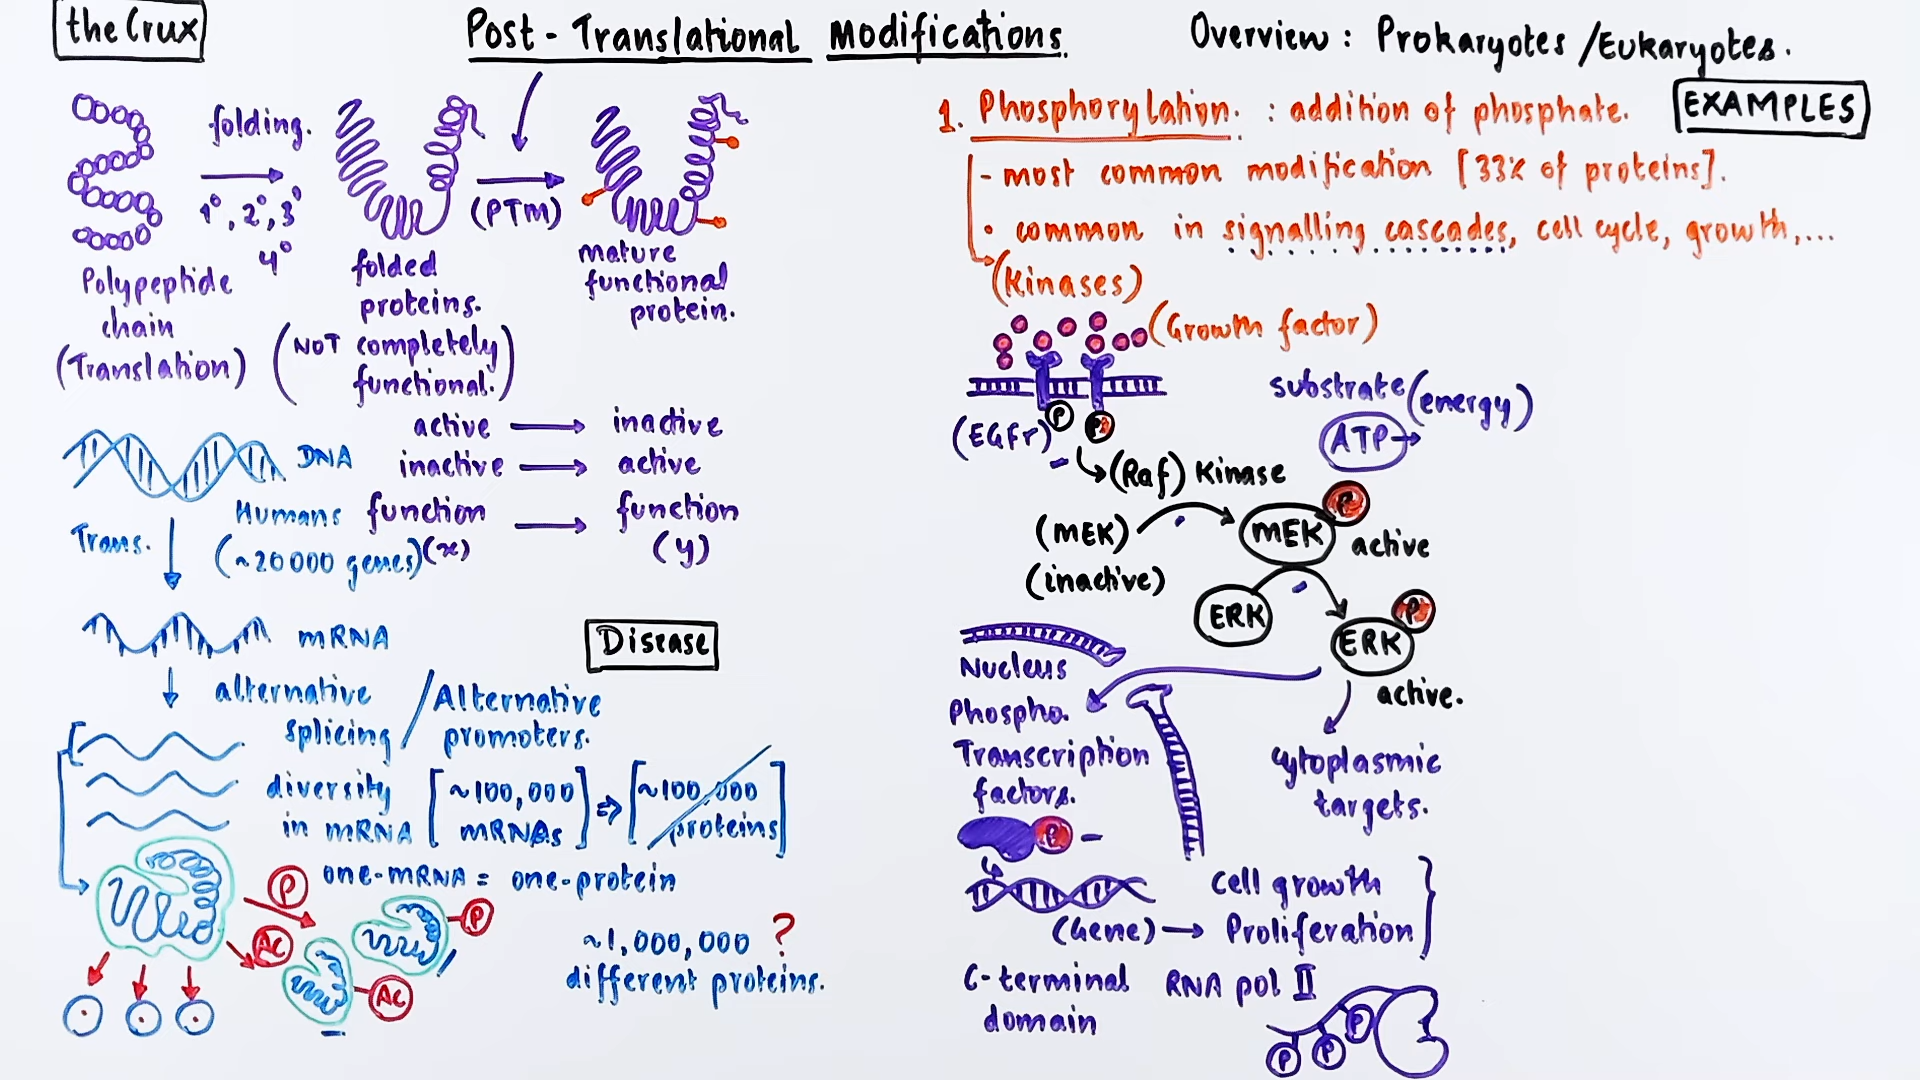 the Crux
Post - Translational Modifications
Overview : Prokaryotes / Eukaryotes.
EXAMPLES
folding.
1°, 2°, 3°
4°
Polypeptide
chain
(Translation)
folded
proteins.
(NOT completely
functional.)
(PTM)
mature
functional
protein.
active → inactive
inactive → active
function → function
(x) (y)
DNA
Humans
(~20000 genes)
Trans.
mRNA
Disease
alternative / Alternative
splicing promoters.
diversity [~100,000 ⇒ [~100,000
in mRNA mRNAs] proteins]
one-mRNA = one-protein
P
AC
P
AC
~1,000,000 ?
different proteins.
1. Phosphorylation. : addition of phosphate.
- most common modification [33% of proteins].
• common in signalling cascades, cell cycle, growth,...
(Kinases)
(Growth factor)
substrate (energy)
ATP →
(EGFr)
P
P
(Raf) Kinase
(MEK)
(inactive)
MEK
P
active
ERK
ERK
P
active.
Nucleus
Phospho.
Transcription
factors.
P
cytoplasmic
targets.
(Gene) →
Cell growth
Proliferation
C-terminal RNA pol II
domain
P P P